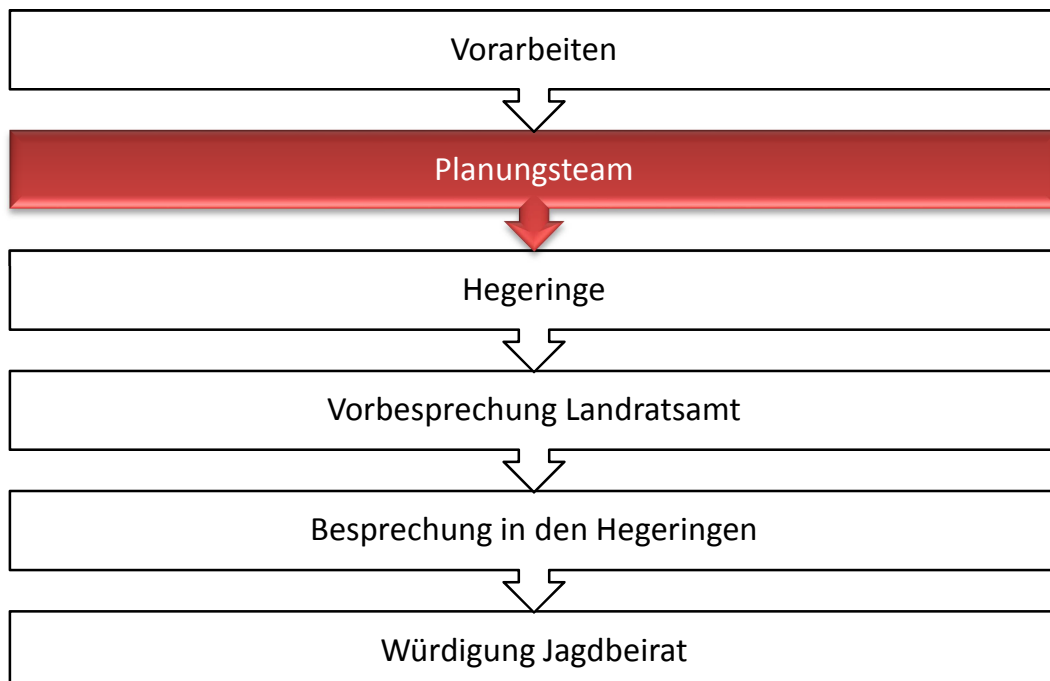 Vorarbeiten
Planungsteam
Hegeringe
Vorbesprechung Landratsamt
Besprechung in den Hegeringen
Würdigung Jagdbeirat